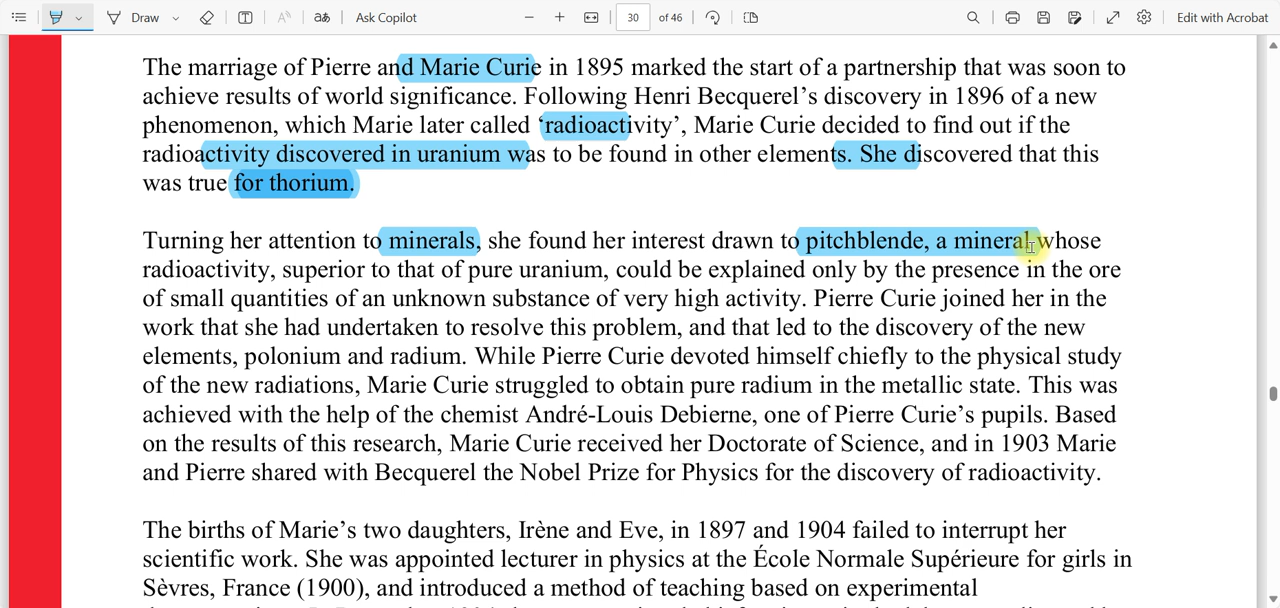 Draw
aあ
Ask Copilot
30 of 46
Edit with Acrobat
The marriage of Pierre and Marie Curie in 1895 marked the start of a partnership that was soon to
achieve results of world significance. Following Henri Becquerel’s discovery in 1896 of a new
phenomenon, which Marie later called ‘radioactivity’, Marie Curie decided to find out if the
radioactivity discovered in uranium was to be found in other elements. She discovered that this
was true for thorium.
Turning her attention to minerals, she found her interest drawn to pitchblende, a mineral whose
radioactivity, superior to that of pure uranium, could be explained only by the presence in the ore
of small quantities of an unknown substance of very high activity. Pierre Curie joined her in the
work that she had undertaken to resolve this problem, and that led to the discovery of the new
elements, polonium and radium. While Pierre Curie devoted himself chiefly to the physical study
of the new radiations, Marie Curie struggled to obtain pure radium in the metallic state. This was
achieved with the help of the chemist André-Louis Debierne, one of Pierre Curie’s pupils. Based
on the results of this research, Marie Curie received her Doctorate of Science, and in 1903 Marie
and Pierre shared with Becquerel the Nobel Prize for Physics for the discovery of radioactivity.
The births of Marie’s two daughters, Irène and Eve, in 1897 and 1904 failed to interrupt her
scientific work. She was appointed lecturer in physics at the École Normale Supérieure for girls in
Sèvres, France (1900), and introduced a method of teaching based on experimental